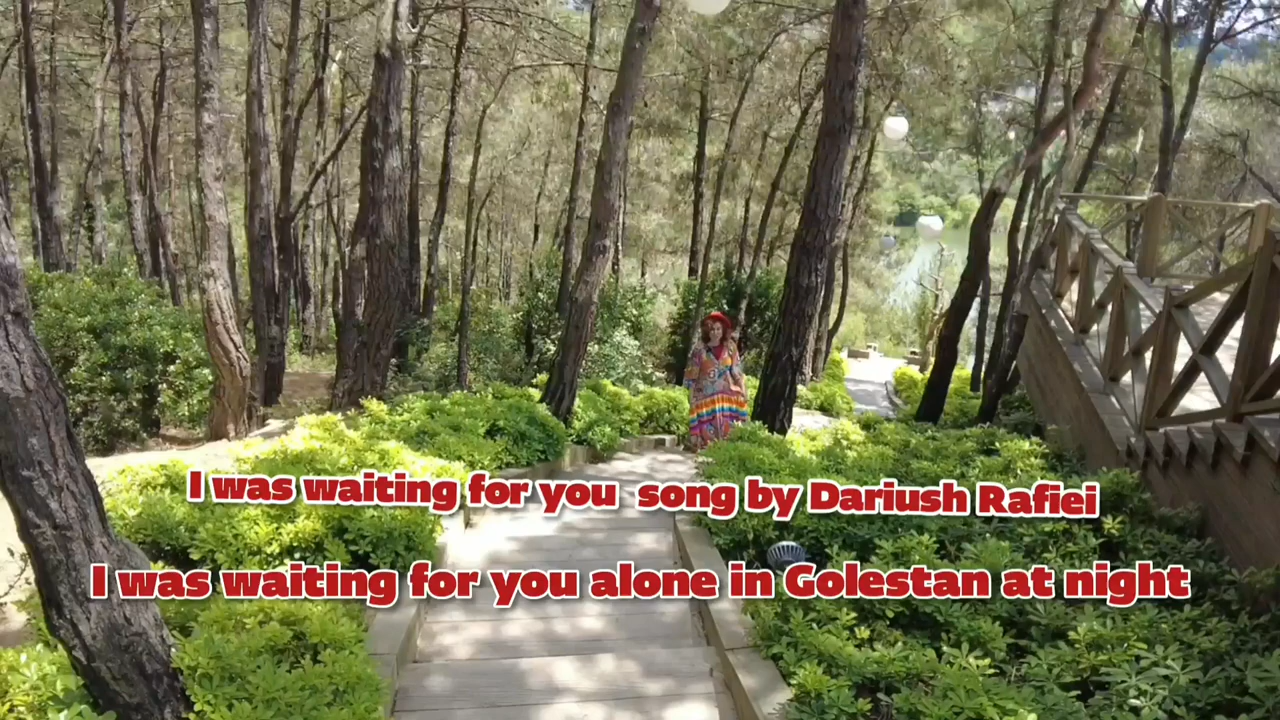 I was waiting for you song by Dariush Rafiei
I was waiting for you alone in Golestan at night